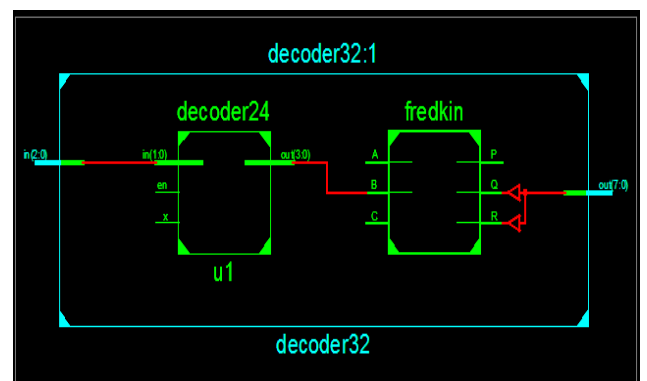 decoder32:1
decoder24
fredkin
in(2:0)
in(1:0)
out(3:0)
A
P
en
B
Q
out(7:0)
x
C
R
u1
decoder32